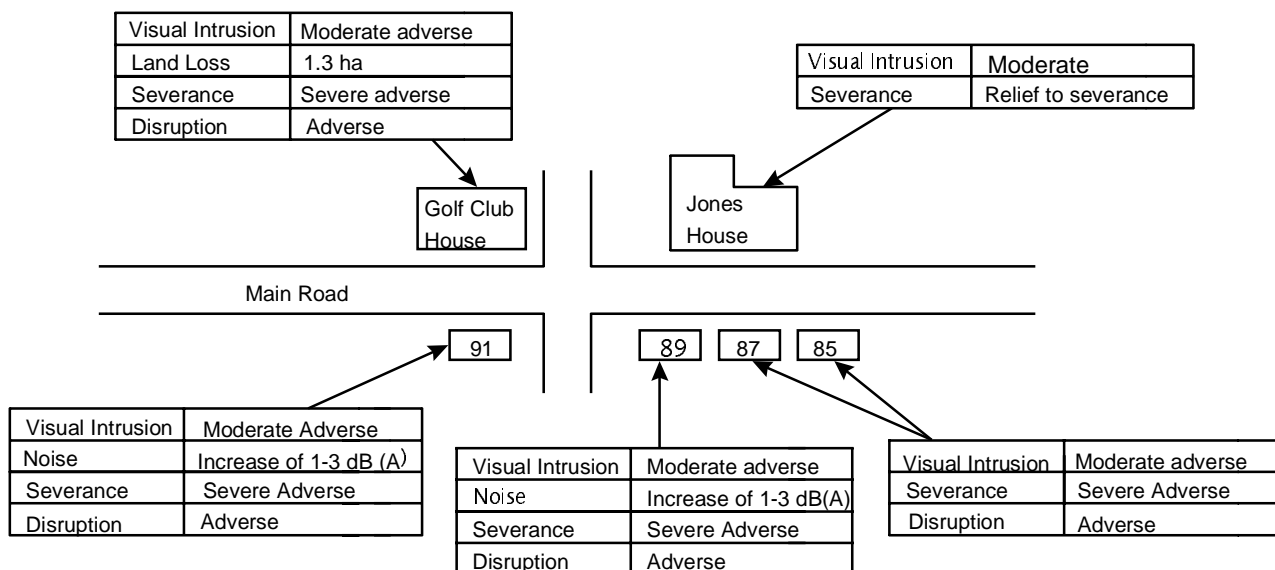 Visual Intrusion Moderate adverse
Land Loss 1.3 ha
Severance Severe adverse
Disruption Adverse
Visual Intrusion Moderate
Severance Relief to severance
Golf Club
House
Jones
House
Main Road
91
89
87
85
Visual Intrusion Moderate Adverse
Noise Increase of 1-3 dB (A)
Severance Severe Adverse
Disruption Adverse
Visual Intrusion Moderate adverse
Noise Increase of 1-3 dB(A)
Severance Severe Adverse
Disruption Adverse
Visual Intrusion Moderate adverse
Severance Severe Adverse
Disruption Adverse